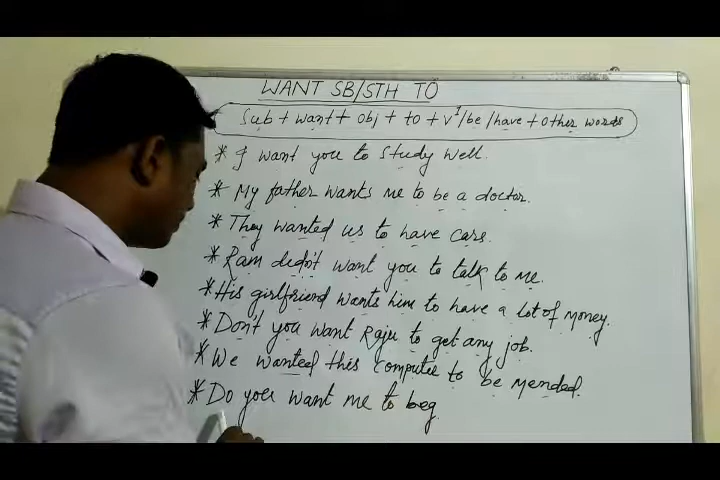 WANT SB/STH TO
Sub + want + obj + to + V¹/be/have + other words
* I want you to study well.
* My father wants me to be a doctor.
* They wanted us to have cars.
* Ram didn't want you to talk to me.
* His girlfriend wants him to have a lot of money.
* Don't you want Raju to get any job.
* We wanted this computer to be mended.
* Do you want me to beg